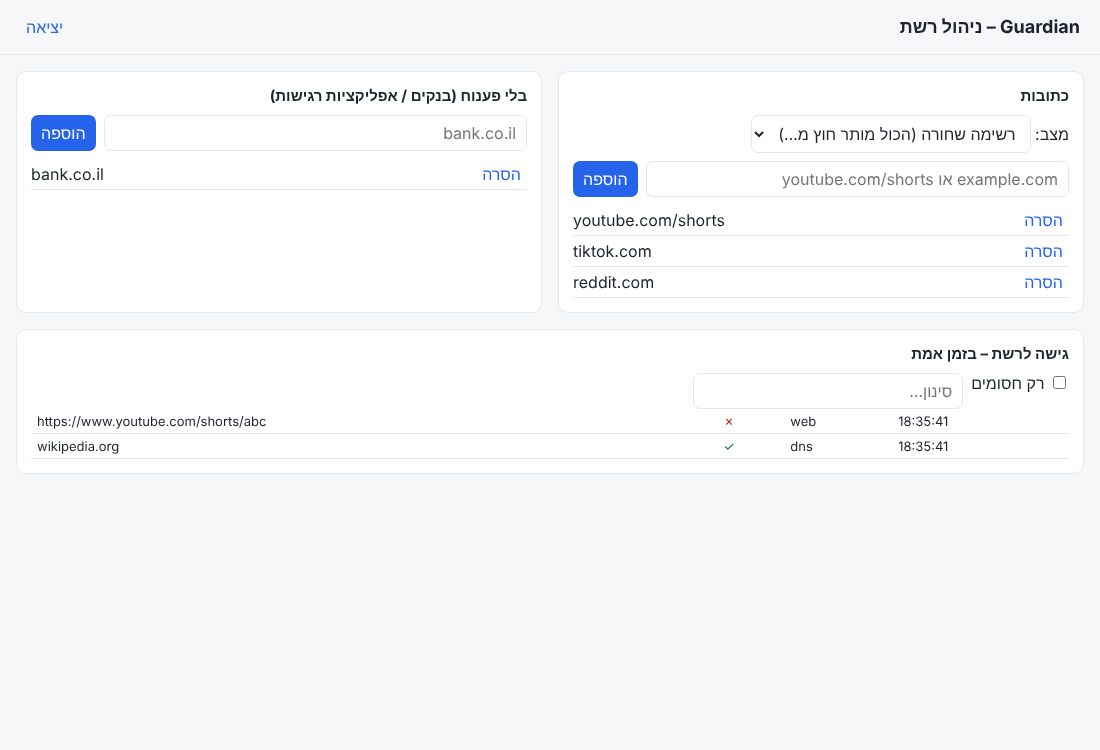 Guardian – ניהול רשת
יציאה
כתובות
מצב: רשימה שחורה (הכול מותר חוץ מ...)
example.com או youtube.com/shorts
הוספה
youtube.com/shorts הסרה
tiktok.com הסרה
reddit.com הסרה
בלי פענוח (בנקים / אפליקציות רגישות)
bank.co.il
הוספה
bank.co.il הסרה
גישה לרשת – בזמן אמת
רק חסומים
סינון...
18:35:41 web ✕ https://www.youtube.com/shorts/abc
18:35:41 dns ✓ wikipedia.org